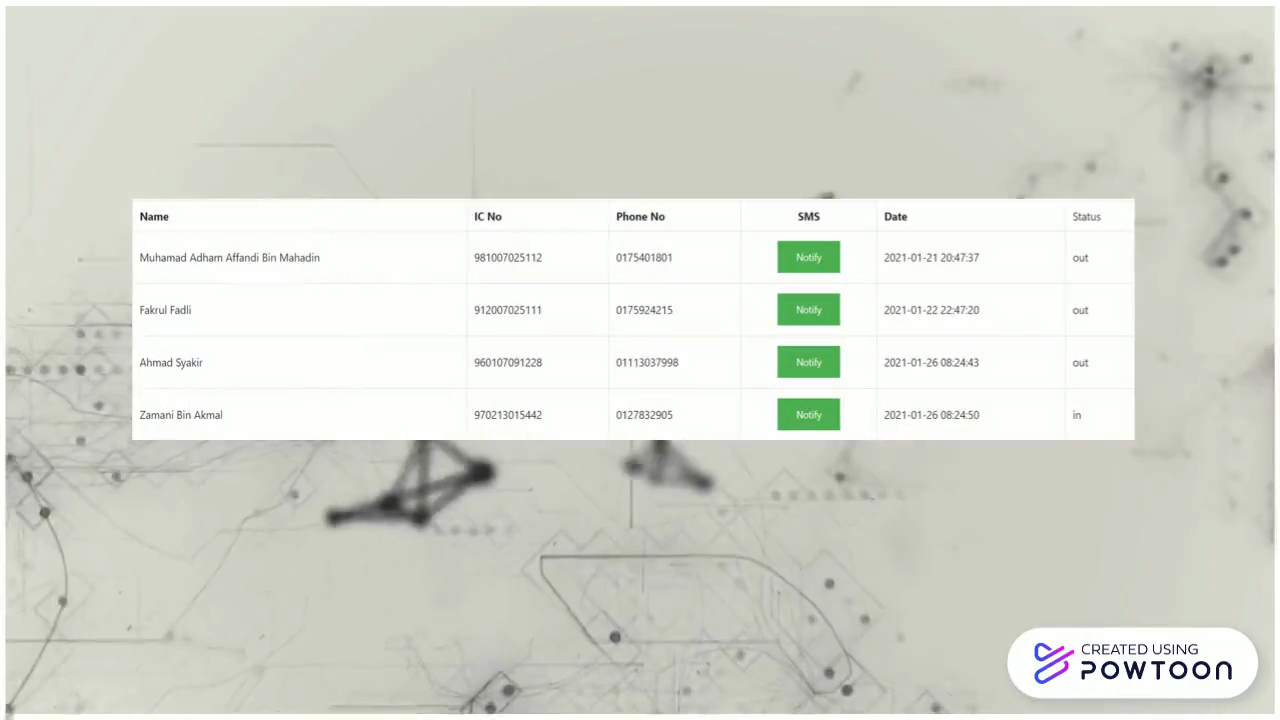 Name IC No Phone No SMS Date Status
Muhamad Adham Affandi Bin Mahadin 981007025112 0175401801 Notify 2021-01-21 20:47:37 out
Fakrul Fadli 912007025111 0175924215 Notify 2021-01-22 22:47:20 out
Ahmad Syakir 960107091228 01113037998 Notify 2021-01-26 08:24:43 out
Zamani Bin Akmal 970213015442 0127832905 Notify 2021-01-26 08:24:50 in
CREATED USING
POWTOON